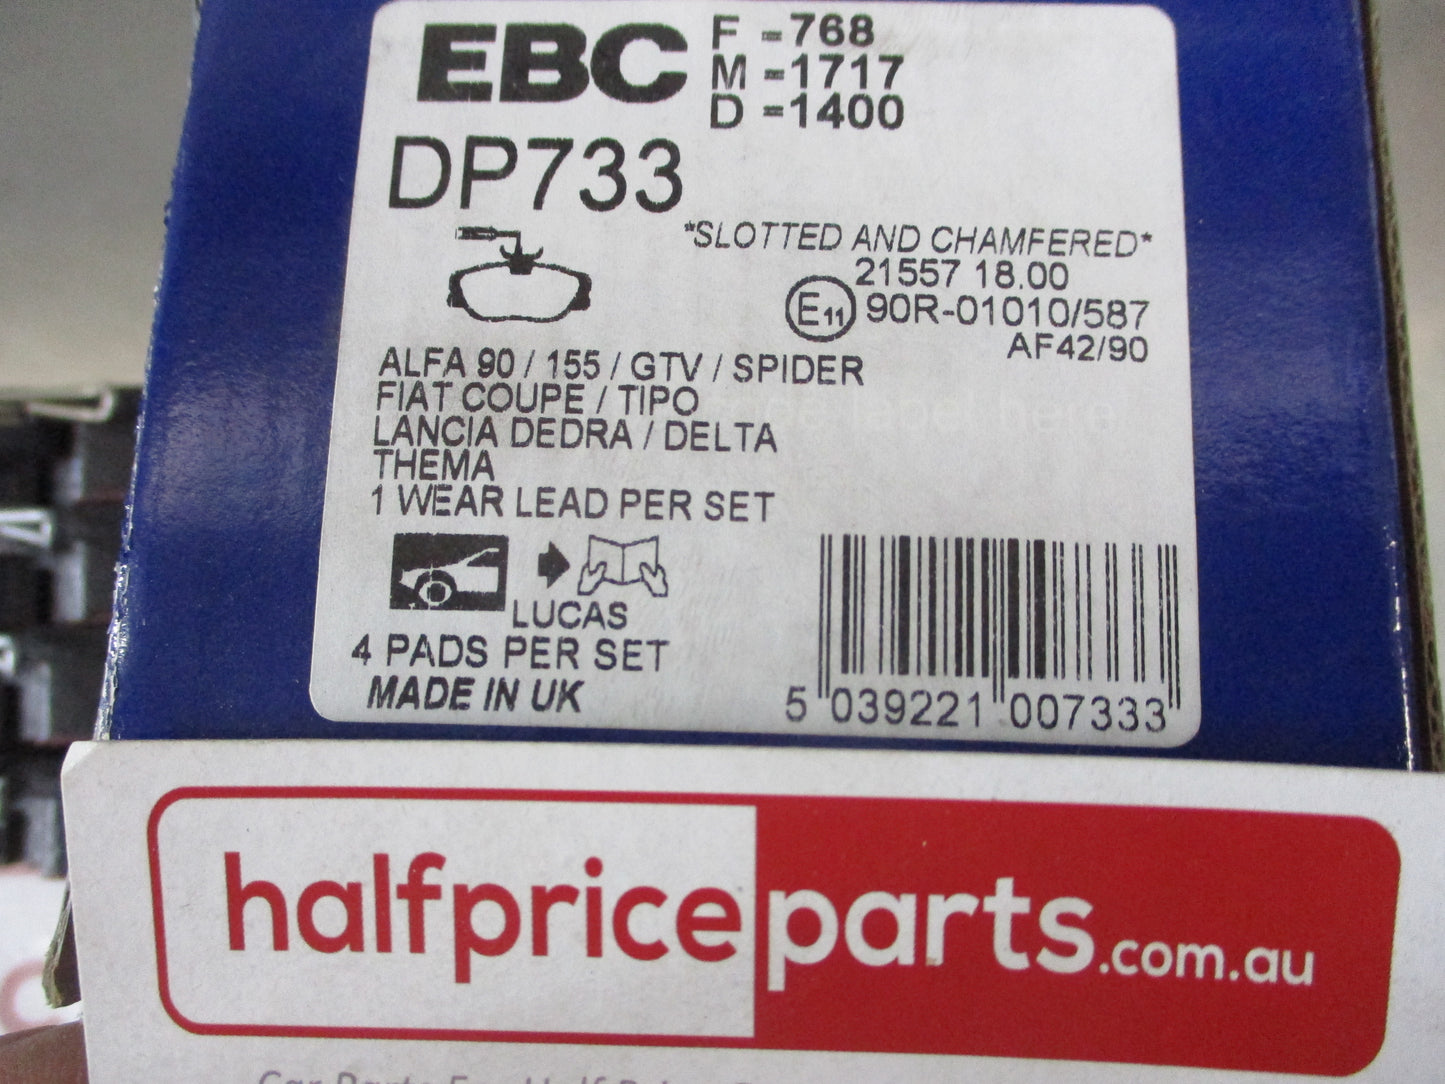 EBC
F =768
M =1717
D =1400
DP733
*SLOTTED AND CHAMFERED*
21557 18.00
E11 90R-01010/587
AF42/90
ALFA 90 / 155 / GTV / SPIDER
FIAT COUPE / TIPO
LANCIA DEDRA / DELTA
THEMA
1 WEAR LEAD PER SET
LUCAS
4 PADS PER SET
MADE IN UK
5 039221 007333
halfpriceparts.com.au